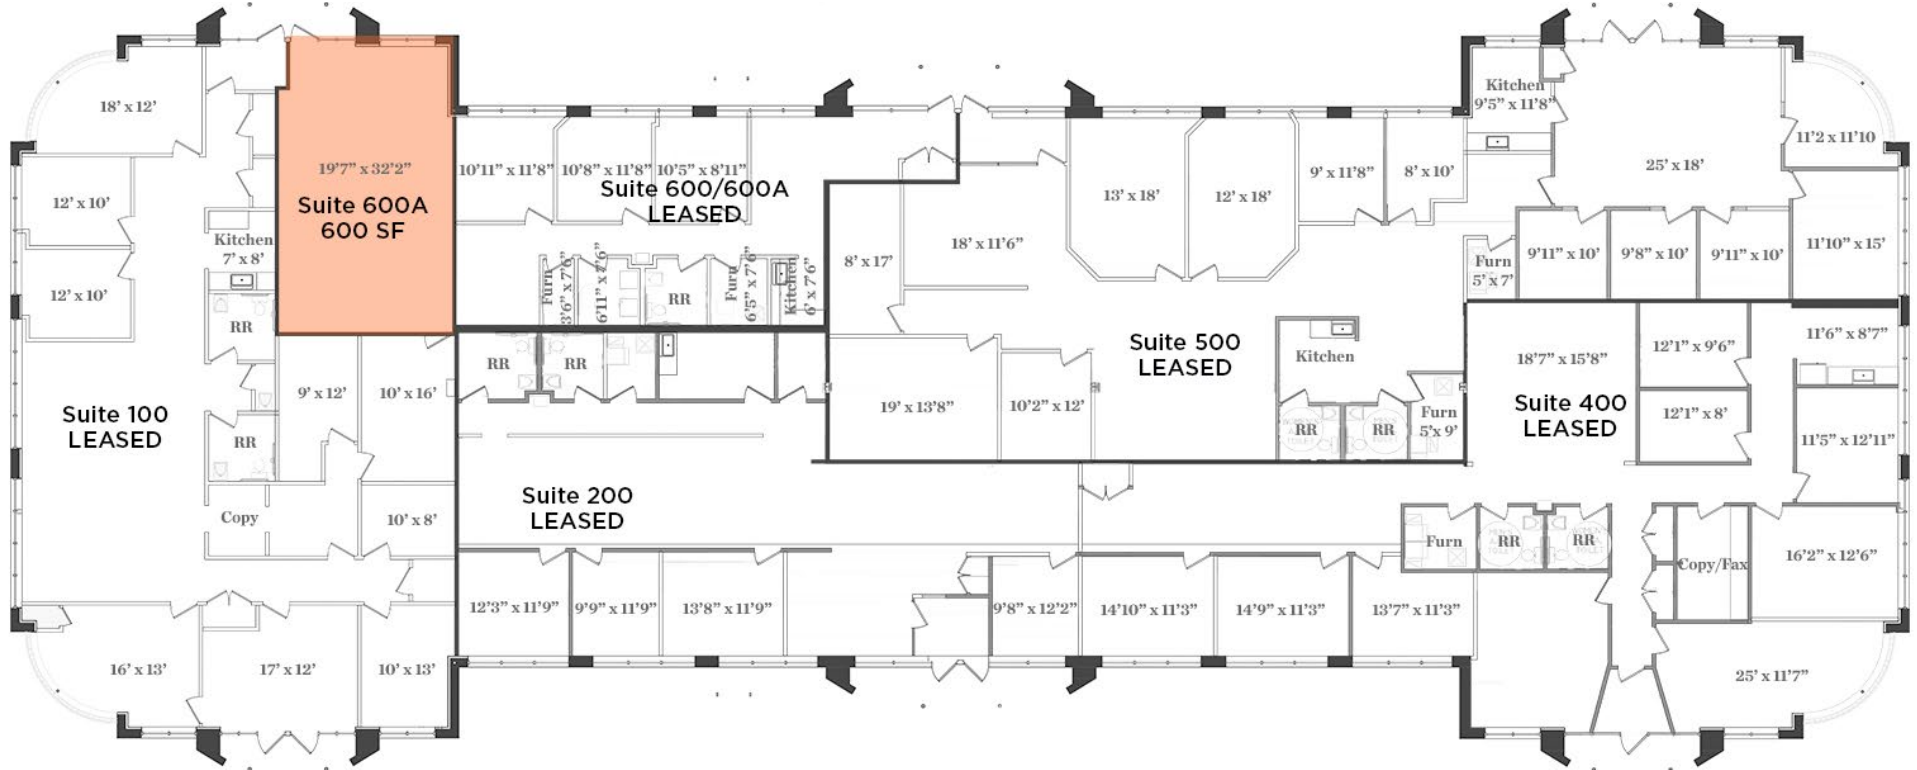 18' x 12'
12' x 10'
12' x 10'
Kitchen
7' x 8'
RR
RR
Suite 100
LEASED
9' x 12'
10' x 16'
Copy
10' x 8'
16' x 13'
17' x 12'
10' x 13'
19'7" x 32'2"
Suite 600A
600 SF
10'11" x 11'8"
10'8" x 11'8"
10'5" x 8'11"
Suite 600/600A
LEASED
Furn
3'6" x 7'6"
6'11" x 7'6"
RR
Furn
6'5" x 7'6"
Kitchen
6' x 7'6"
RR
RR
Suite 200
LEASED
12'3" x 11'9"
9'9" x 11'9"
13'8" x 11'9"
9'8" x 12'2"
14'10" x 11'3"
14'9" x 11'3"
13'7" x 11'3"
8' x 17'
18' x 11'6"
13' x 18'
12' x 18'
9' x 11'8"
8' x 10'
Kitchen
9'5" x 11'8"
Furn
5' x 7'
19' x 13'8"
10'2" x 12'
Suite 500
LEASED
Kitchen
RR
RR
Furn
5'x 9'
25' x 18'
11'2 x 11'10
9'11" x 10'
9'8" x 10'
9'11" x 10'
11'10" x 15'
18'7" x 15'8"
Suite 400
LEASED
12'1" x 9'6"
12'1" x 8'
11'6" x 8'7"
11'5" x 12'11"
Furn
RR
RR
Copy/Fax
16'2" x 12'6"
25' x 11'7"